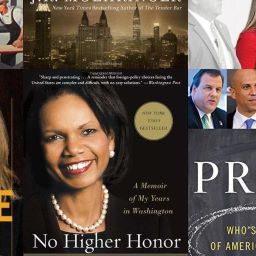 J.R. MOEHRINGER
New York Times Bestselling Author of The Tender Bar
"Sharp and penetrating... A reminder that foreign-policy choices facing
the United States are complex and difficult, with no easy solutions." —Washington Post
NEW YORK
TIMES
BESTSELLER
A Memoir
of My Years
in Washington
No Higher Honor
PR
WHO'S
OF AMERIC
E